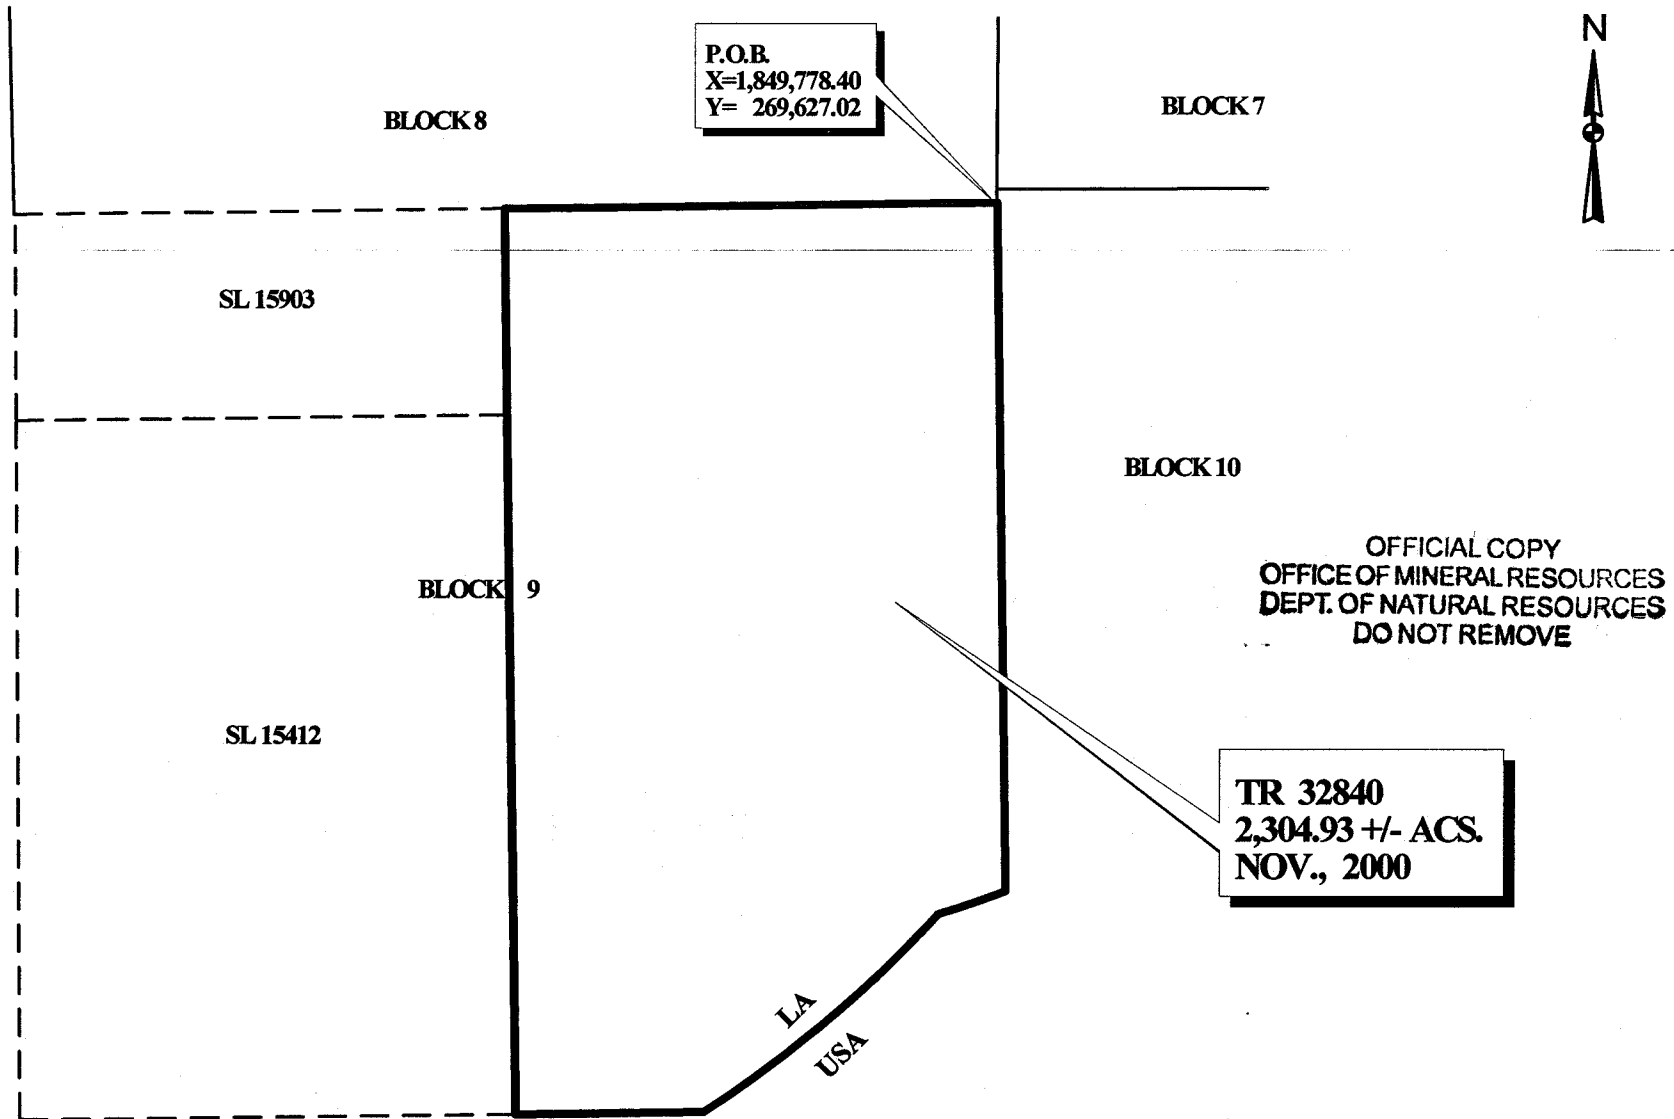 N
P.O.B.
X=1,849,778.40
Y= 269,627.02
BLOCK 8
BLOCK 7
SL 15903
BLOCK 10
OFFICIAL COPY
OFFICE OF MINERAL RESOURCES
DEPT. OF NATURAL RESOURCES
DO NOT REMOVE
BLOCK 9
SL 15412
TR 32840
2,304.93 +/- ACS.
NOV., 2000
LA
USA